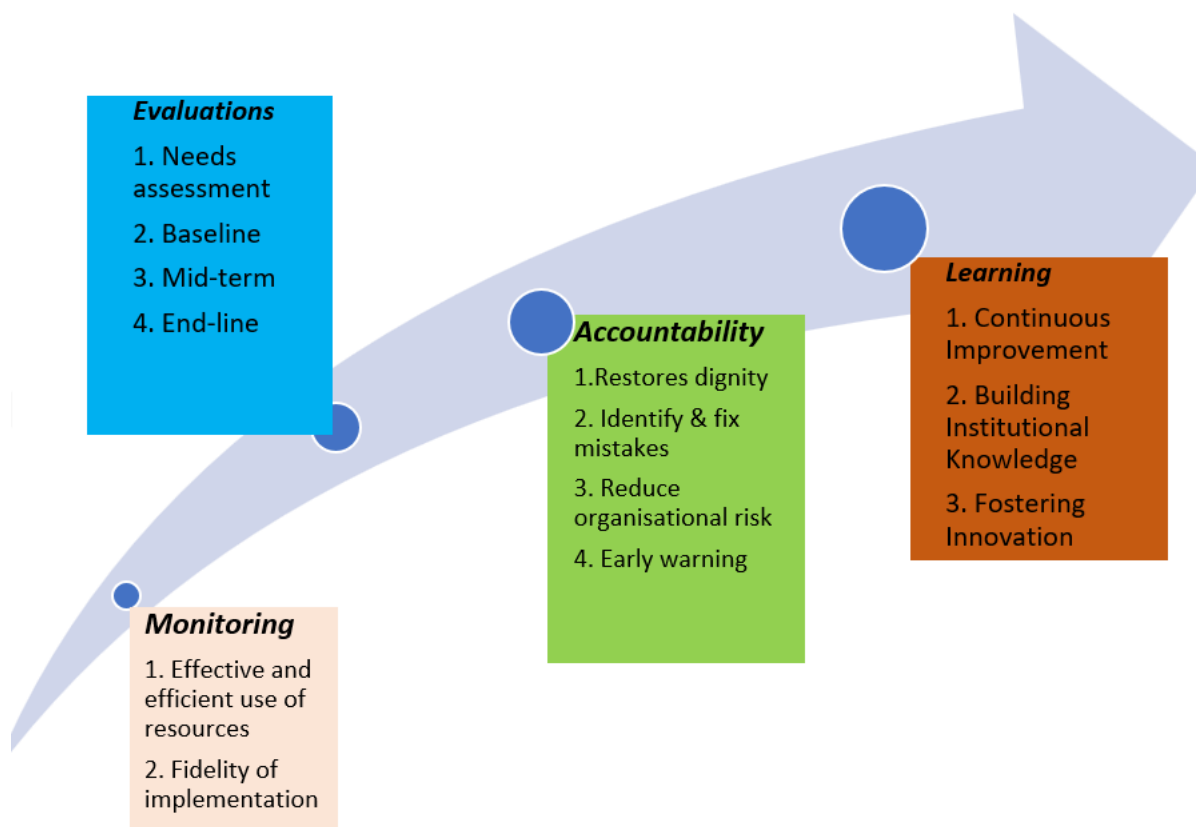 Evaluations
1. Needs
assessment
2. Baseline
3. Mid-term
4. End-line
Monitoring
1. Effective and
efficient use of
resources
2. Fidelity of
implementation
Accountability
1.Restores dignity
2. Identify & fix
mistakes
3. Reduce
organisational risk
4. Early warning
Learning
1. Continuous
Improvement
2. Building
Institutional
Knowledge
3. Fostering
Innovation